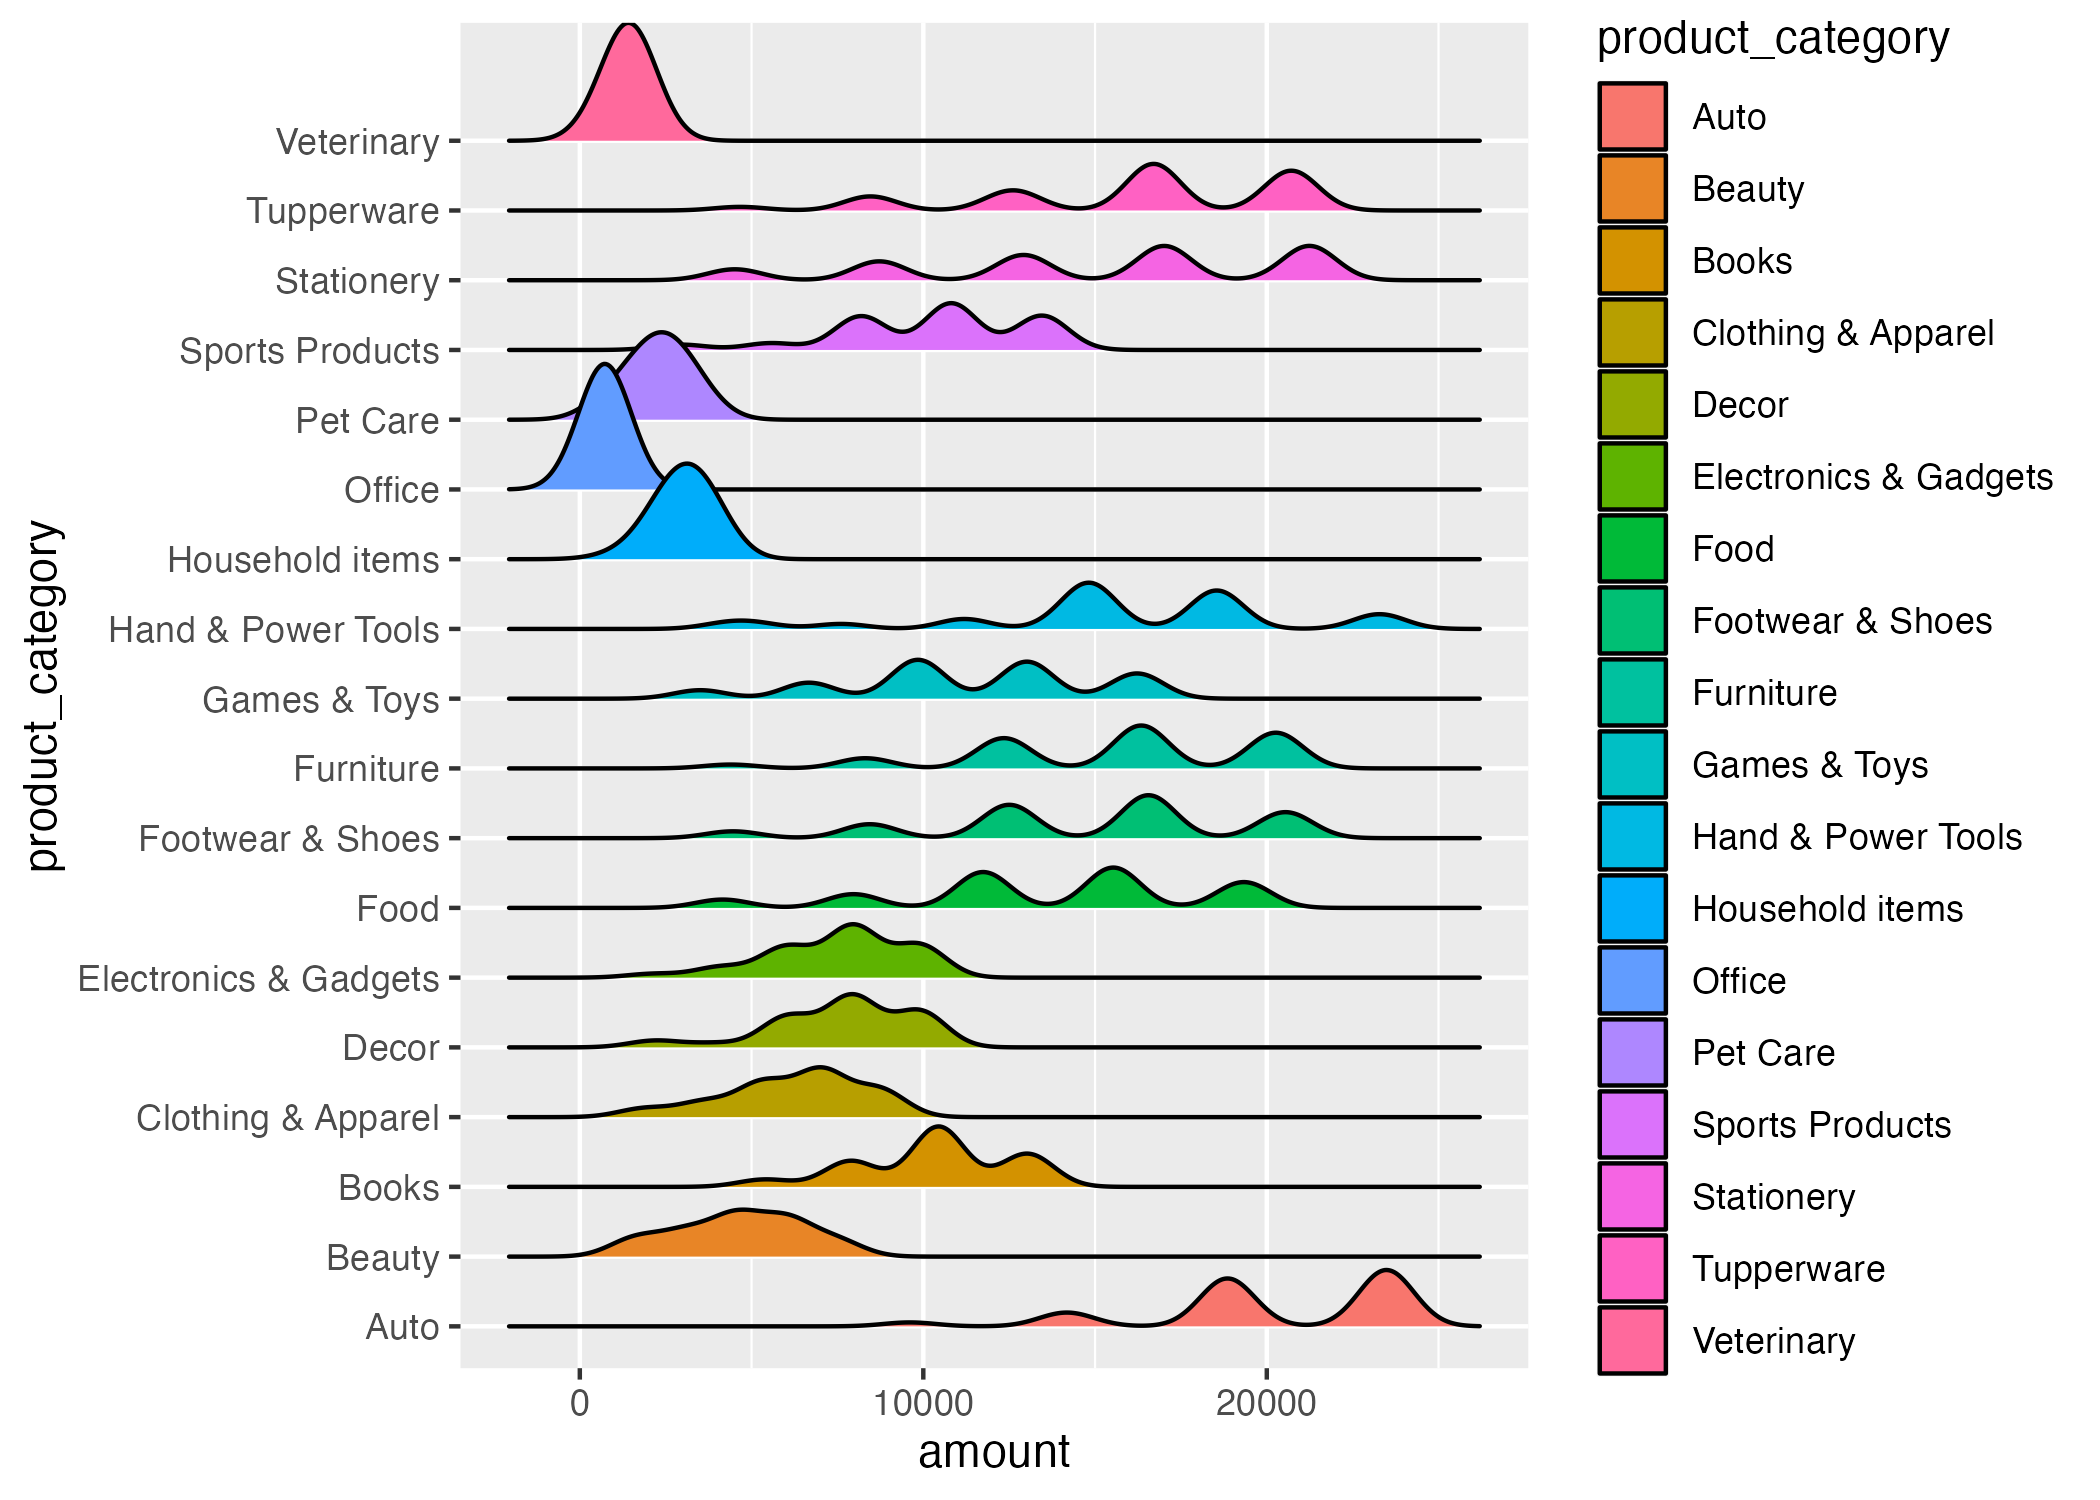 product_category
Veterinary
Tupperware
Stationery
Sports Products
Pet Care
Office
Household items
Hand & Power Tools
Games & Toys
Furniture
Footwear & Shoes
Food
Electronics & Gadgets
Decor
Clothing & Apparel
Books
Beauty
Auto
0 10000 20000
amount
product_category
Auto
Beauty
Books
Clothing & Apparel
Decor
Electronics & Gadgets
Food
Footwear & Shoes
Furniture
Games & Toys
Hand & Power Tools
Household items
Office
Pet Care
Sports Products
Stationery
Tupperware
Veterinary